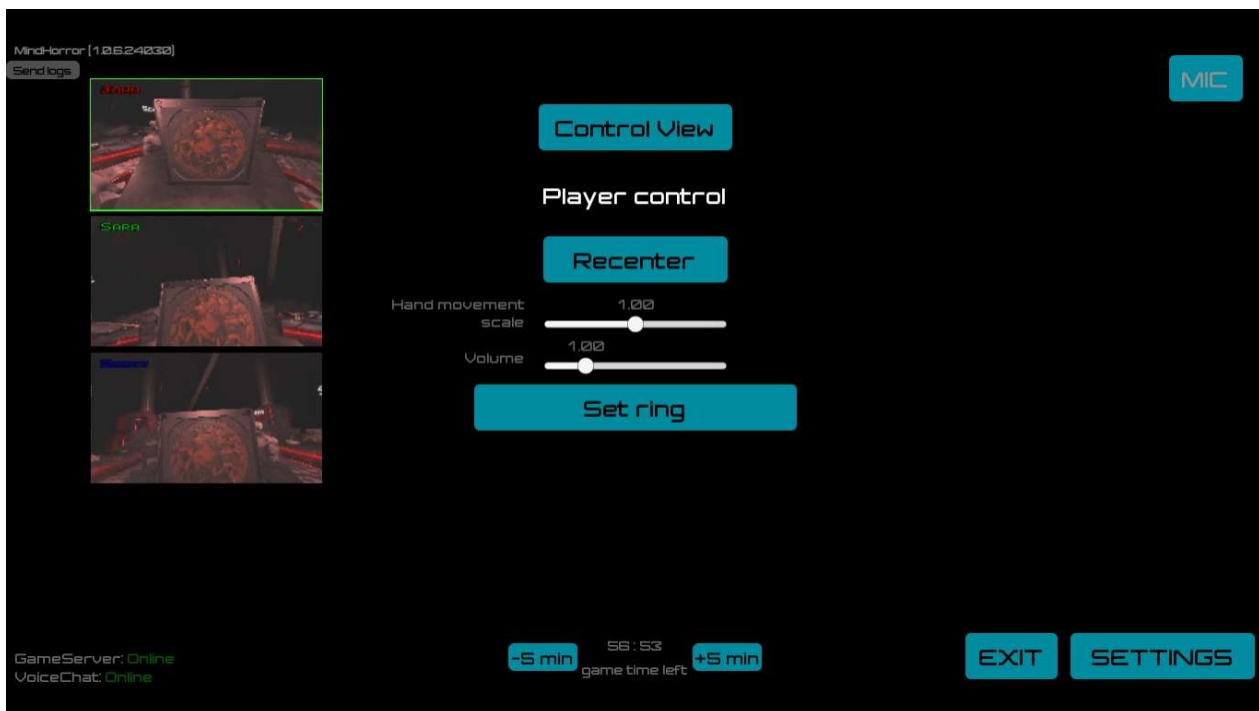 MindHorror [1.0.6.24030]
Send logs
MIC
Control View
Player control
SARA
Recenter
Hand movement
scale
1.00
Volume
1.00
Set ring
-5 min
56:53
game time left
+5 min
GameServer: Online
VoiceChat: Online
EXIT
SETTINGS